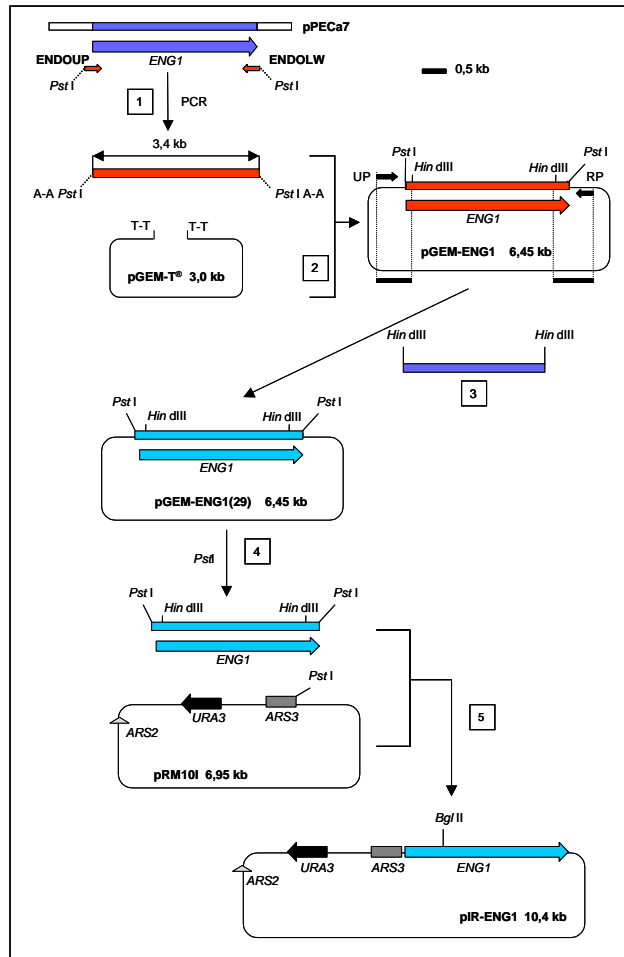 pPECa7
ENDOUP
ENG1
ENDOLW
Pst I
Pst I
0,5 kb
1
PCR
3,4 kb
A-A Pst I
Pst I A-A
T-T
T-T
pGEM-T® 3,0 kb
2
Pst I
Hin dIII
Hin dIII
Pst I
UP
RP
ENG1
pGEM-ENG1 6,45 kb
Hin dIII
Hin dIII
3
Pst I
Hin dIII
Hin dIII
Pst I
ENG1
pGEM-ENG1(29) 6,45 kb
PstI
4
Pst I
Hin dIII
Hin dIII
Pst I
ENG1
Pst I
URA3
ARS3
ARS2
pRM10I 6,95 kb
5
Bgl II
ARS2
URA3
ARS3
ENG1
pIR-ENG1 10,4 kb